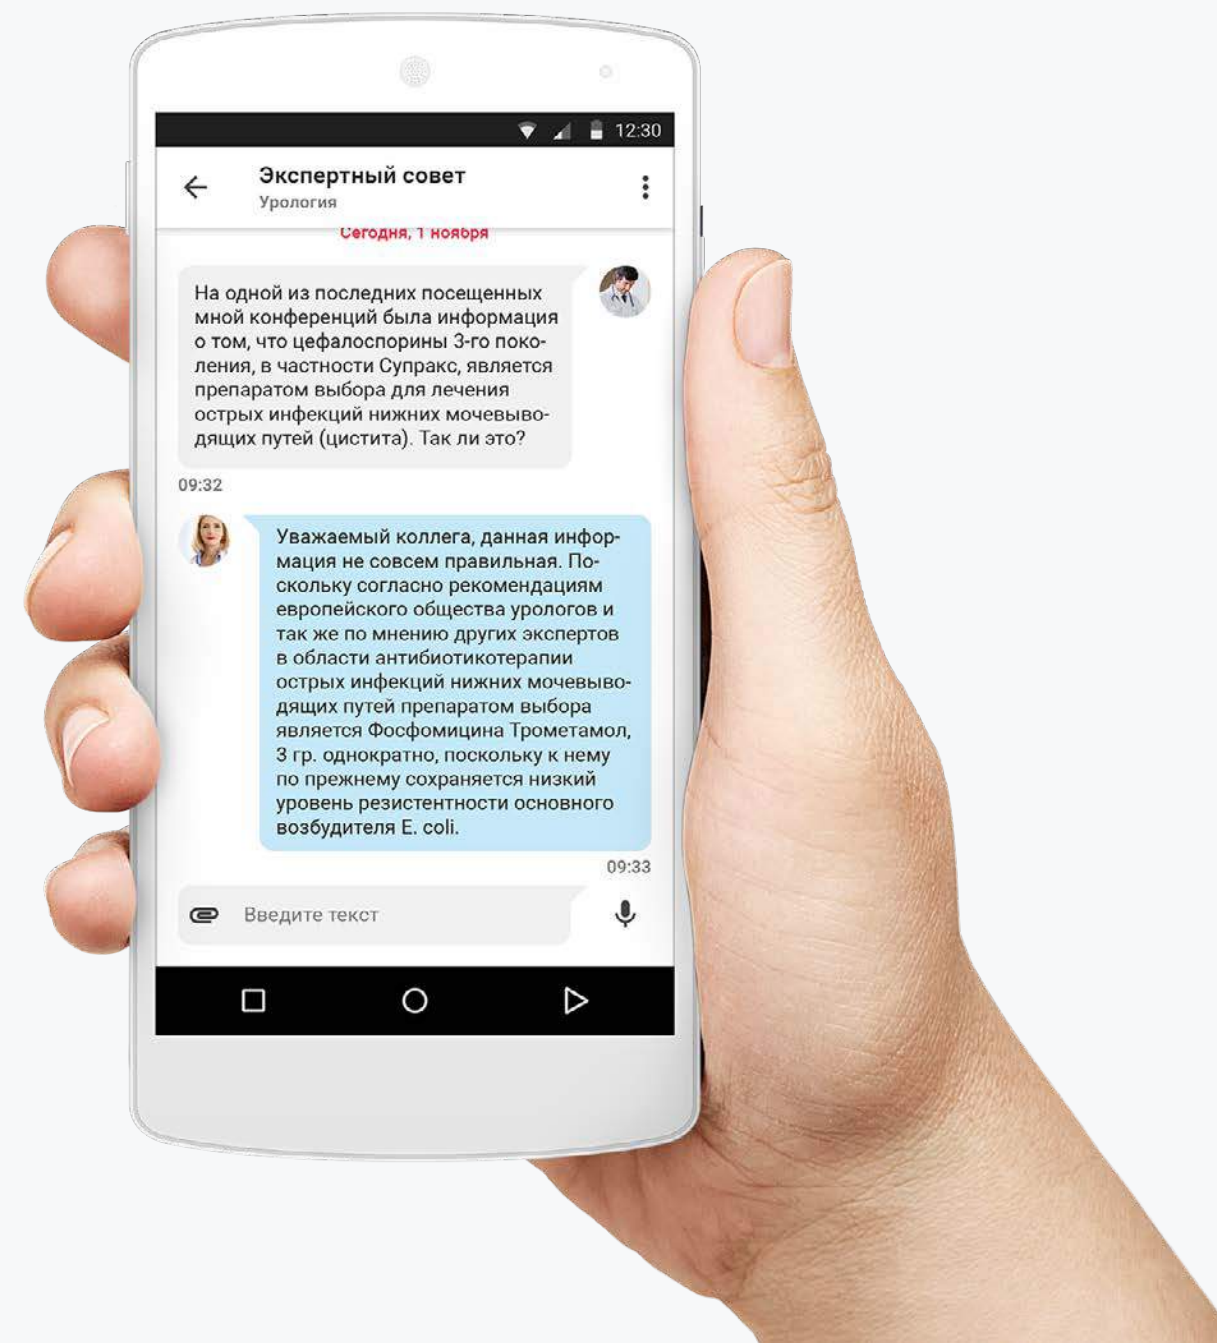 12:30
Экспертный совет
Урология
Сегодня, 1 ноября
На одной из последних посещенных
мной конференций была информация
о том, что цефалоспорины 3-го поко-
ления, в частности Супракс, является
препаратом выбора для лечения
острых инфекций нижних мочевыво-
дящих путей (цистита). Так ли это?
09:32
Уважаемый коллега, данная инфор-
мация не совсем правильная. По-
скольку согласно рекомендациям
европейского общества урологов и
так же по мнению других экспертов
в области антибиотикотерапии
острых инфекций нижних мочевыво-
дящих путей препаратом выбора
является Фосфомицина Трометамол,
3 гр. однократно, поскольку к нему
по прежнему сохраняется низкий
уровень резистентности основного
возбудителя E. coli.
09:33
Введите текст